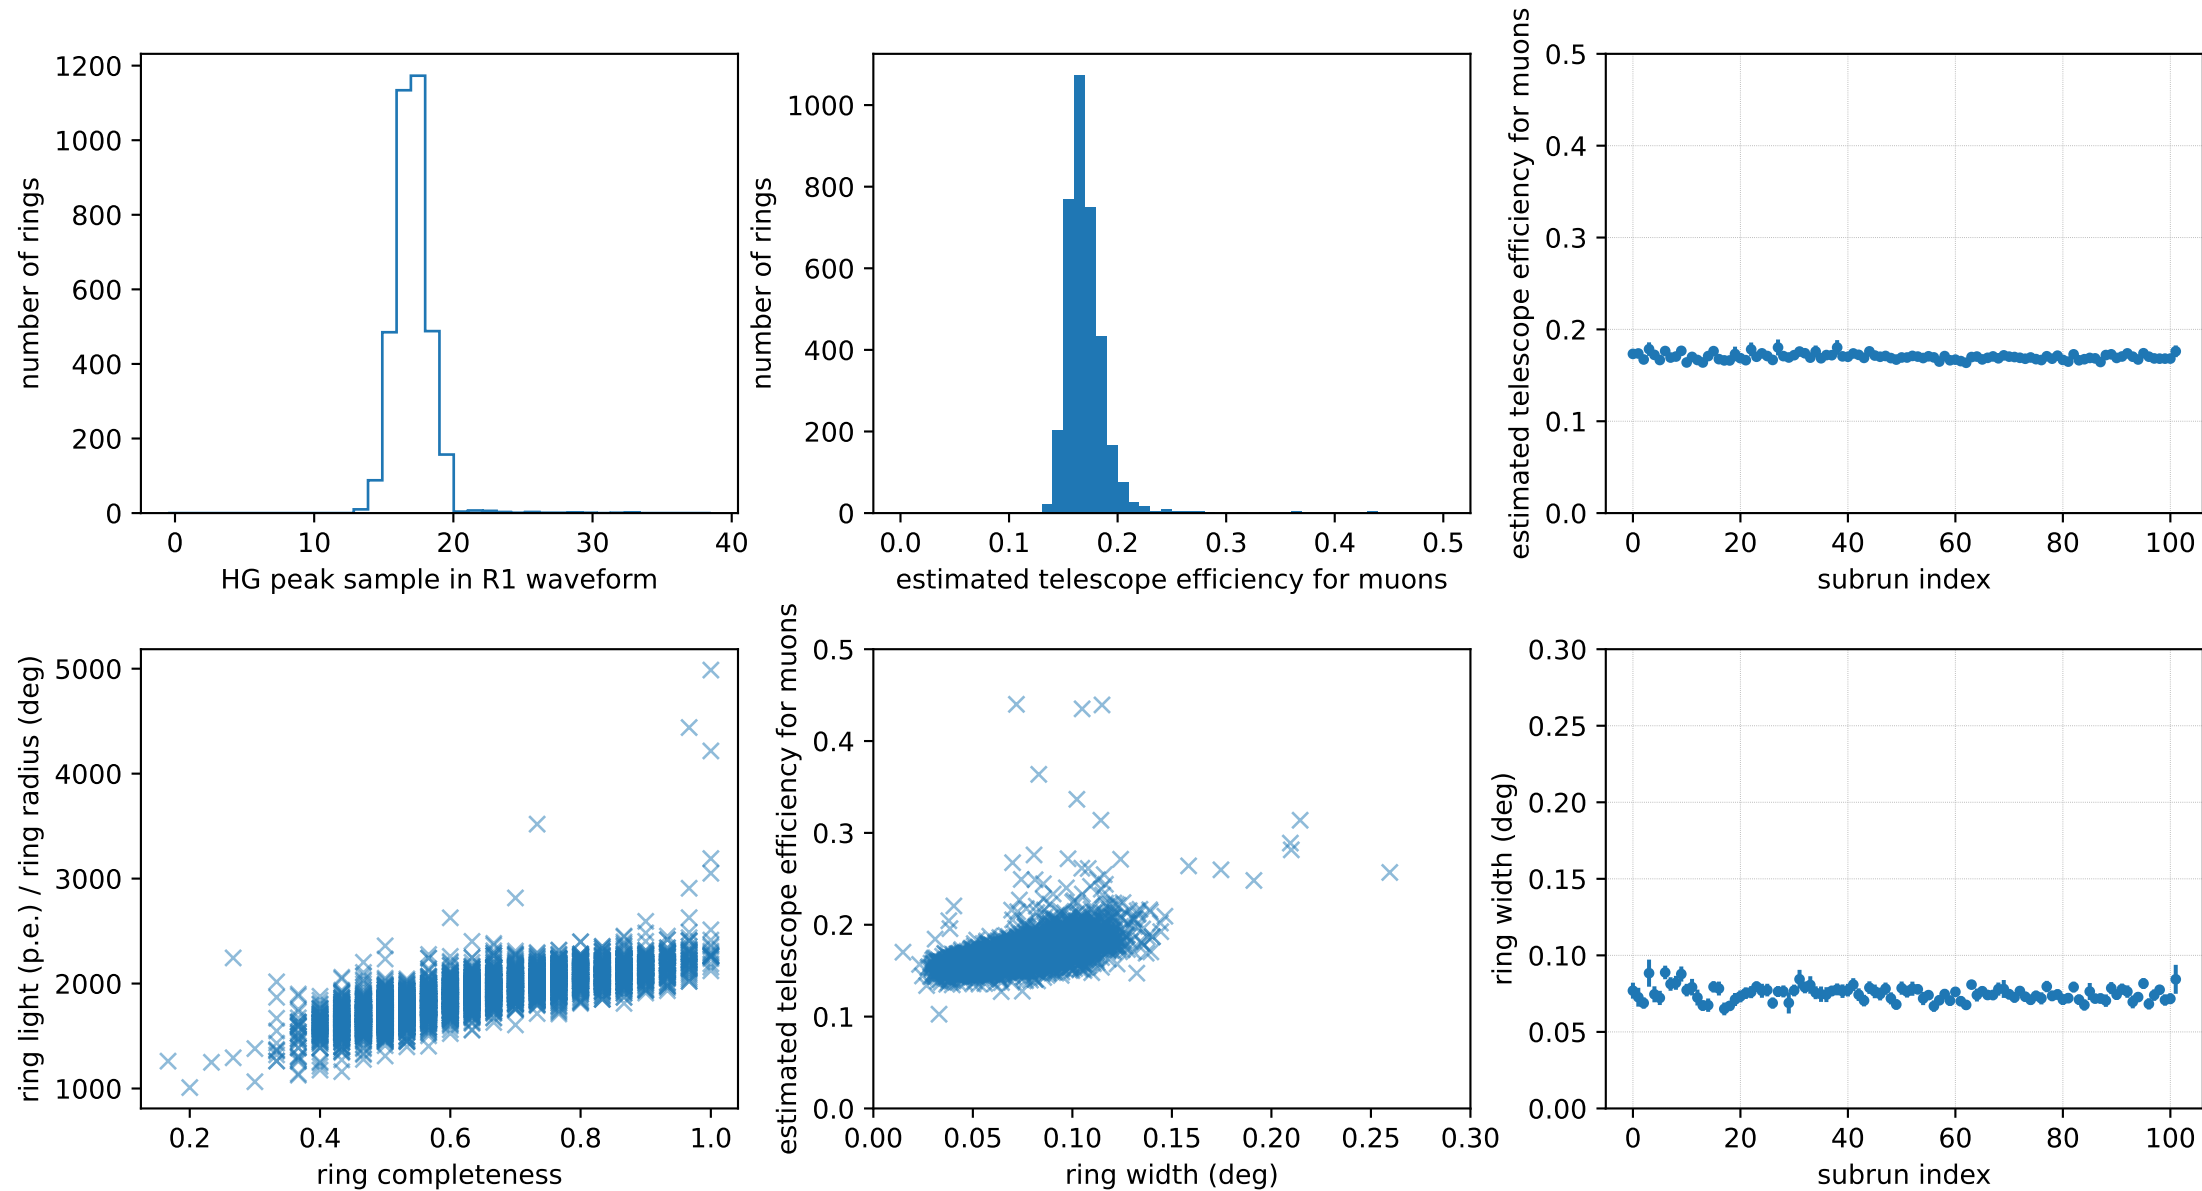 number of rings
1200
1000
800
600
400
200
0
0 10 20 30 40
HG peak sample in R1 waveform
number of rings
1000
800
600
400
200
0
0.0 0.1 0.2 0.3 0.4 0.5
estimated telescope efficiency for muons
estimated telescope efficiency for muons
0.5
0.4
0.3
0.2
0.1
0.0
0 20 40 60 80 100
subrun index
ring light (p.e.) / ring radius (deg)
5000
4000
3000
2000
1000
0.2 0.4 0.6 0.8 1.0
ring completeness
estimated telescope efficiency for muons
0.5
0.4
0.3
0.2
0.1
0.0
0.00 0.05 0.10 0.15 0.20 0.25 0.30
ring width (deg)
ring width (deg)
0.30
0.25
0.20
0.15
0.10
0.05
0.00
0 20 40 60 80 100
subrun index